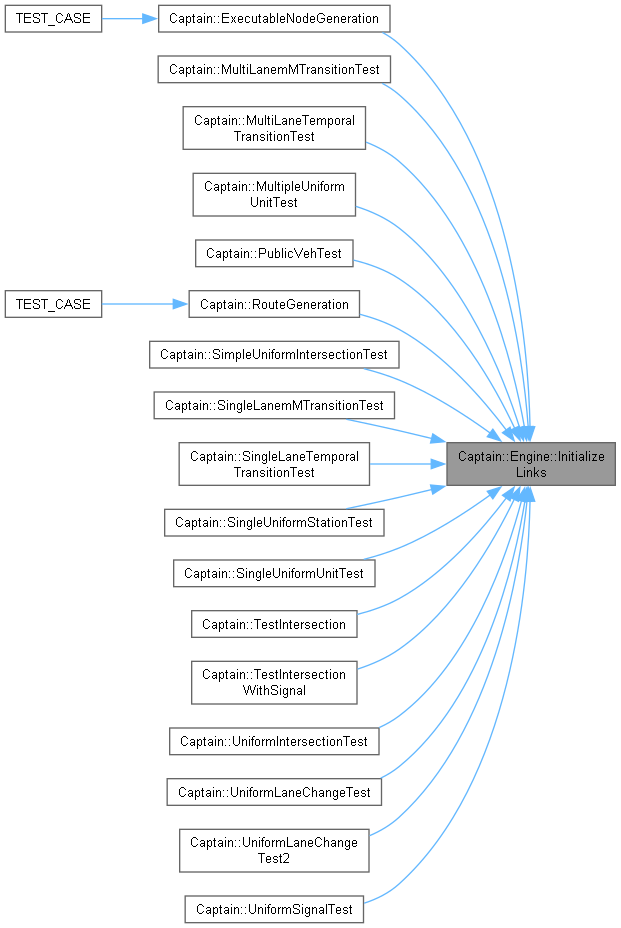 TEST_CASE
Captain::ExecutableNodeGeneration
Captain::MultiLanemMTransitionTest
Captain::MultiLaneTemporal
TransitionTest
Captain::MultipleUniform
UnitTest
Captain::PublicVehTest
TEST_CASE
Captain::RouteGeneration
Captain::SimpleUniformIntersectionTest
Captain::SingleLanemMTransitionTest
Captain::SingleLaneTemporal
TransitionTest
Captain::Engine::Initialize
Links
Captain::SingleUniformStationTest
Captain::SingleUniformUnitTest
Captain::TestIntersection
Captain::TestIntersection
WithSignal
Captain::UniformIntersectionTest
Captain::UniformLaneChangeTest
Captain::UniformLaneChange
Test2
Captain::UniformSignalTest